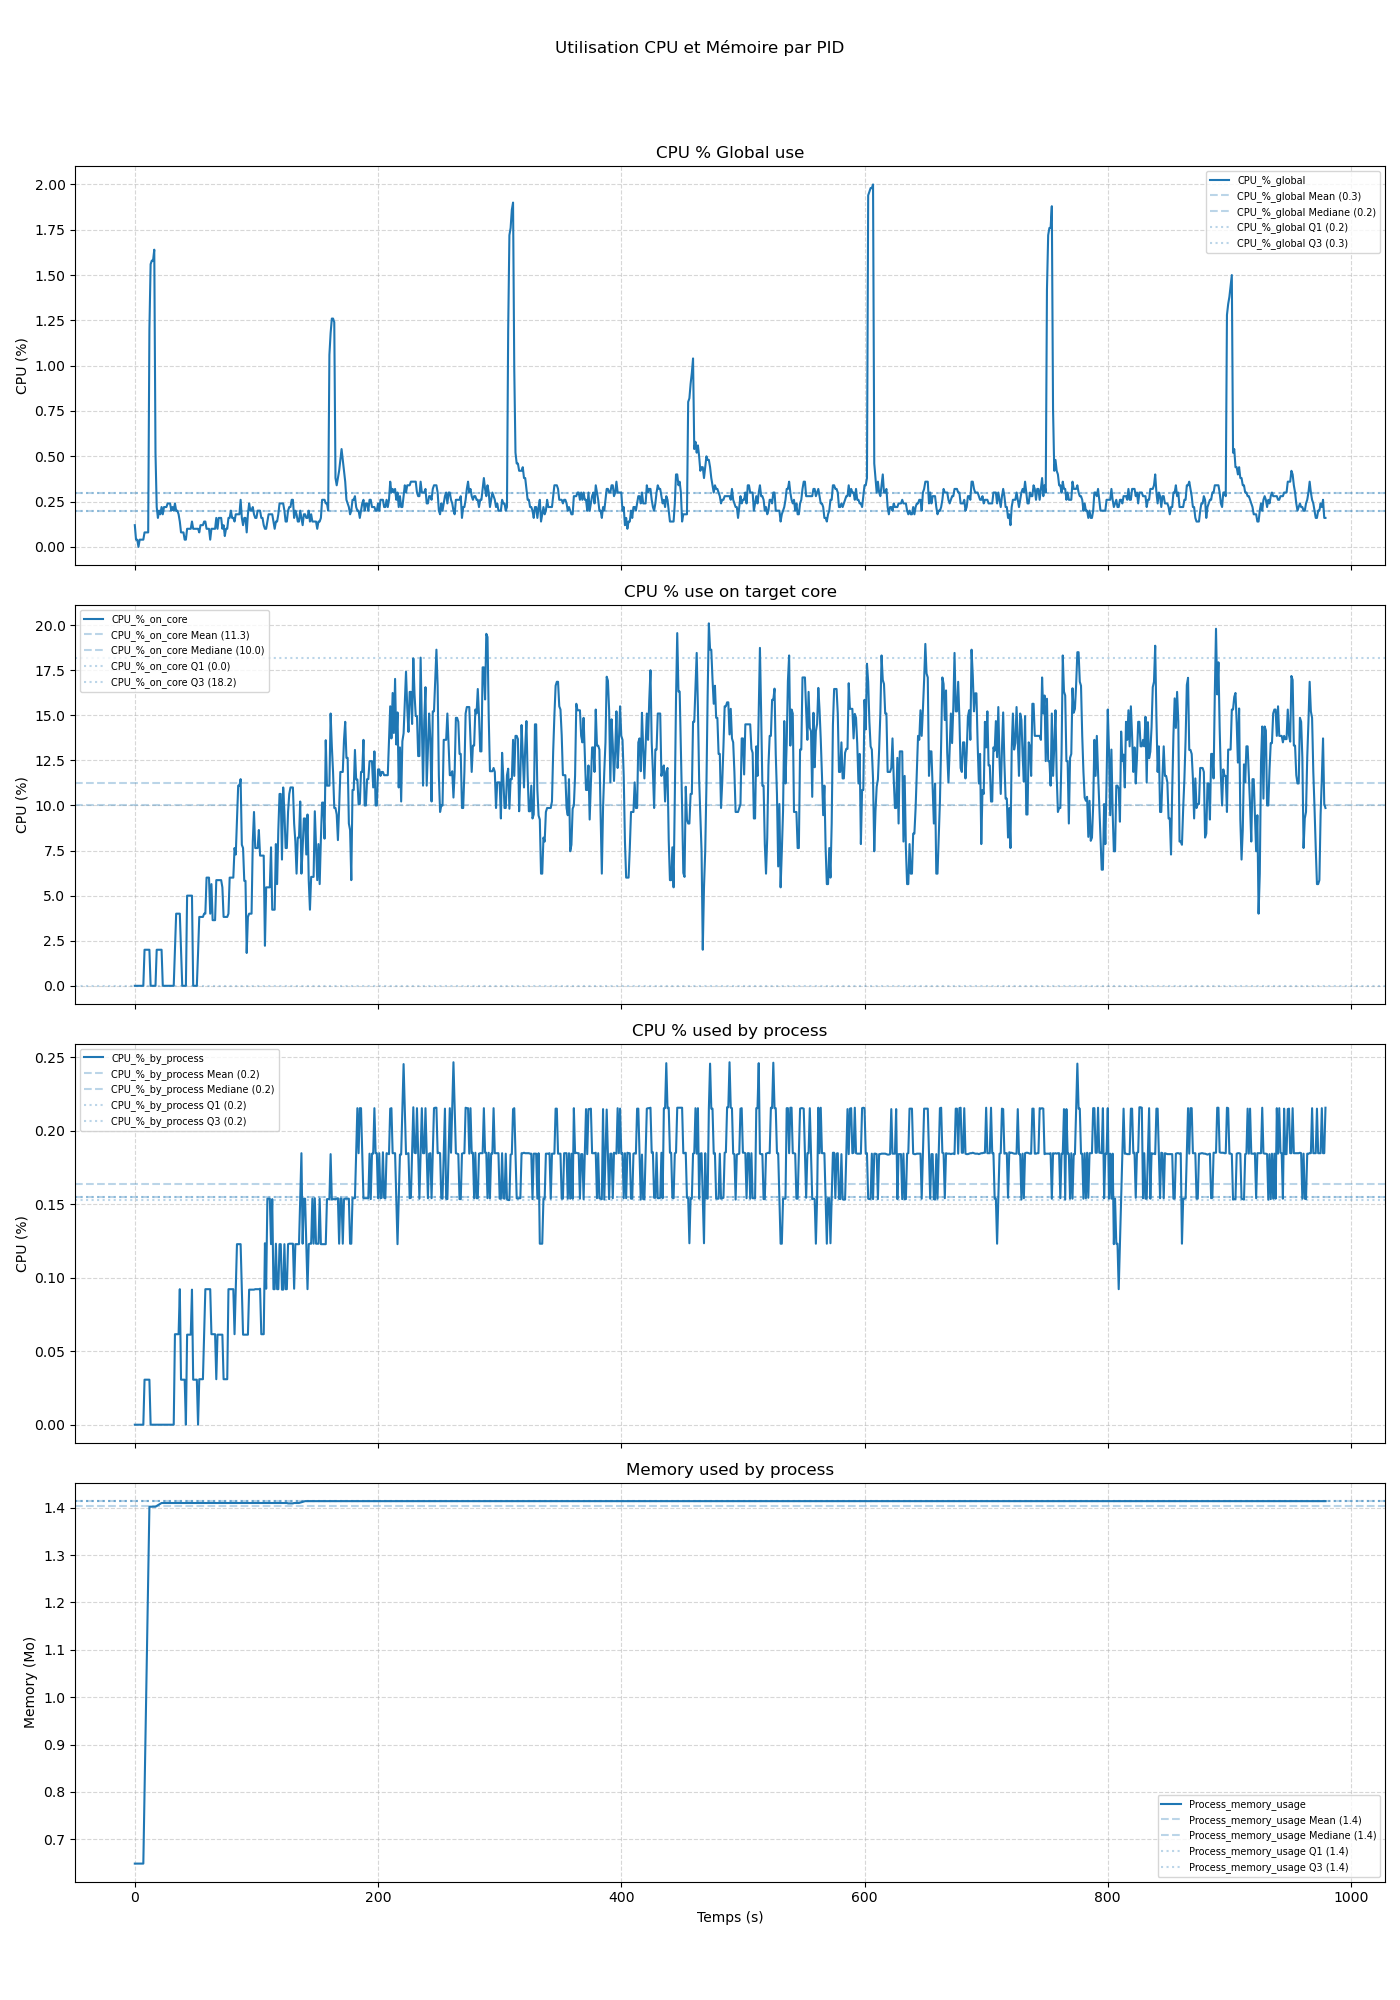 Utilisation CPU et Mémoire par PID
CPU % Global use
2.00
1.75
1.50
1.25
1.00
0.75
0.50
0.25
0.00
CPU (%)
CPU_%_global
CPU_%_global Mean (0.3)
CPU_%_global Mediane (0.2)
CPU_%_global Q1 (0.2)
CPU_%_global Q3 (0.3)
CPU % use on target core
20.0
17.5
15.0
12.5
10.0
7.5
5.0
2.5
0.0
CPU (%)
CPU_%_on_core
CPU_%_on_core Mean (11.3)
CPU_%_on_core Mediane (10.0)
CPU_%_on_core Q1 (0.0)
CPU_%_on_core Q3 (18.2)
CPU % used by process
0.25
0.20
0.15
0.10
0.05
0.00
CPU (%)
CPU_%_by_process
CPU_%_by_process Mean (0.2)
CPU_%_by_process Mediane (0.2)
CPU_%_by_process Q1 (0.2)
CPU_%_by_process Q3 (0.2)
Memory used by process
1.4
1.3
1.2
1.1
1.0
0.9
0.8
0.7
Memory (Mo)
Process_memory_usage
Process_memory_usage Mean (1.4)
Process_memory_usage Mediane (1.4)
Process_memory_usage Q1 (1.4)
Process_memory_usage Q3 (1.4)
0 200 400 600 800 1000
Temps (s)